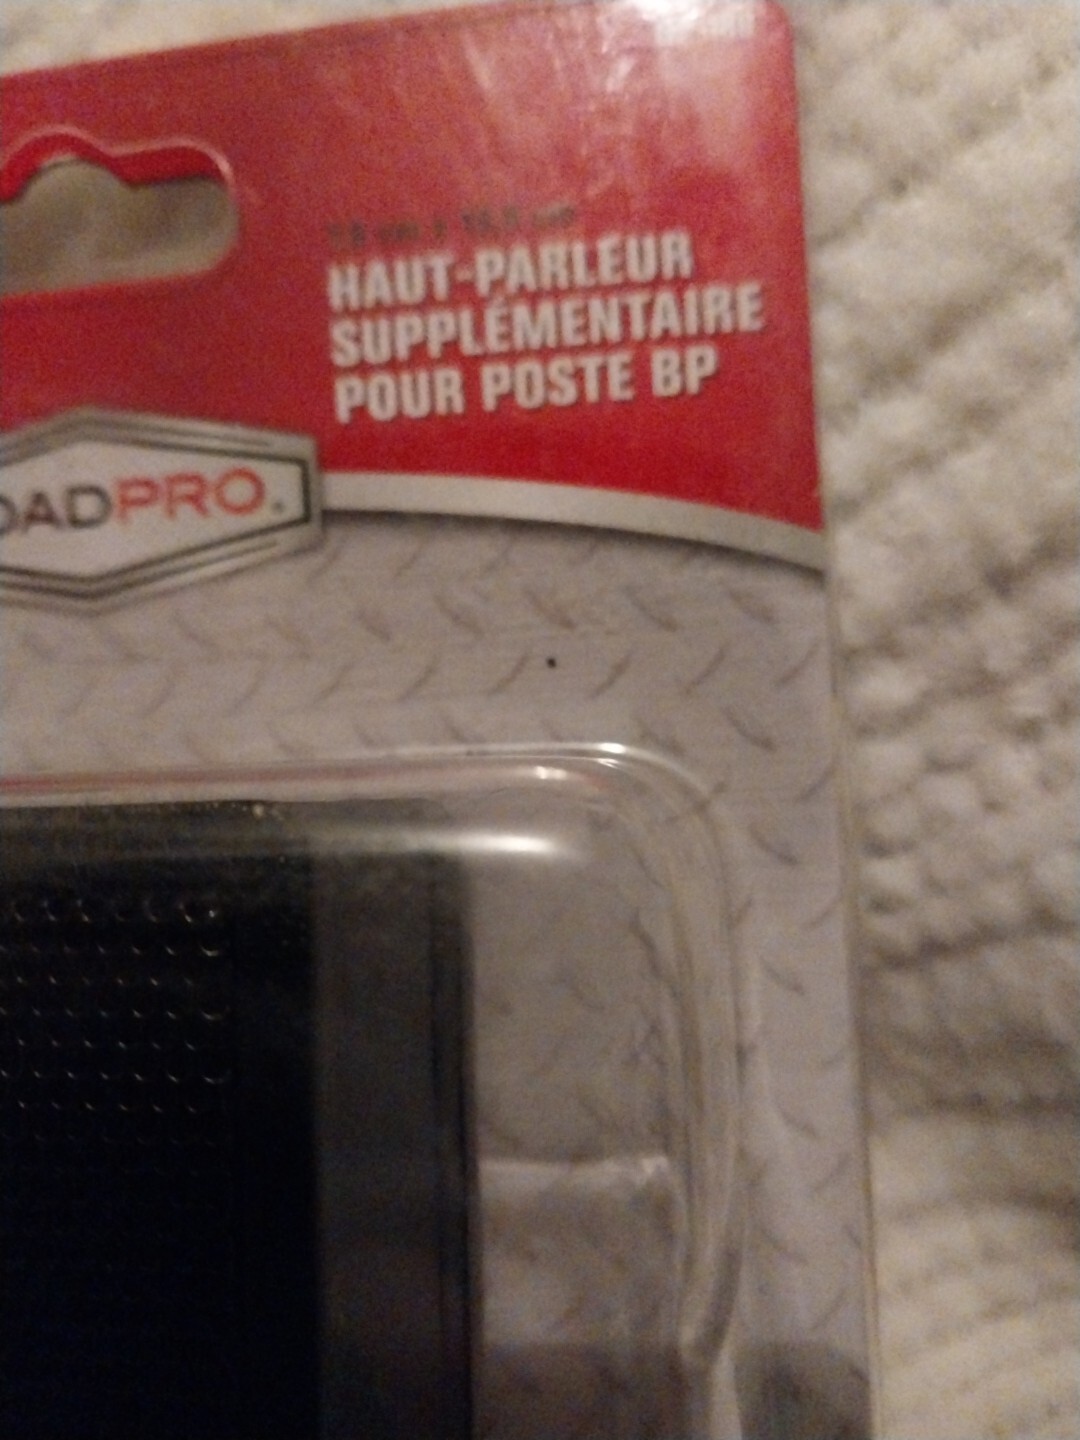 HAUT-PARLEUR
SUPPLÉMENTAIRE
POUR POSTE BP
OADPRO®